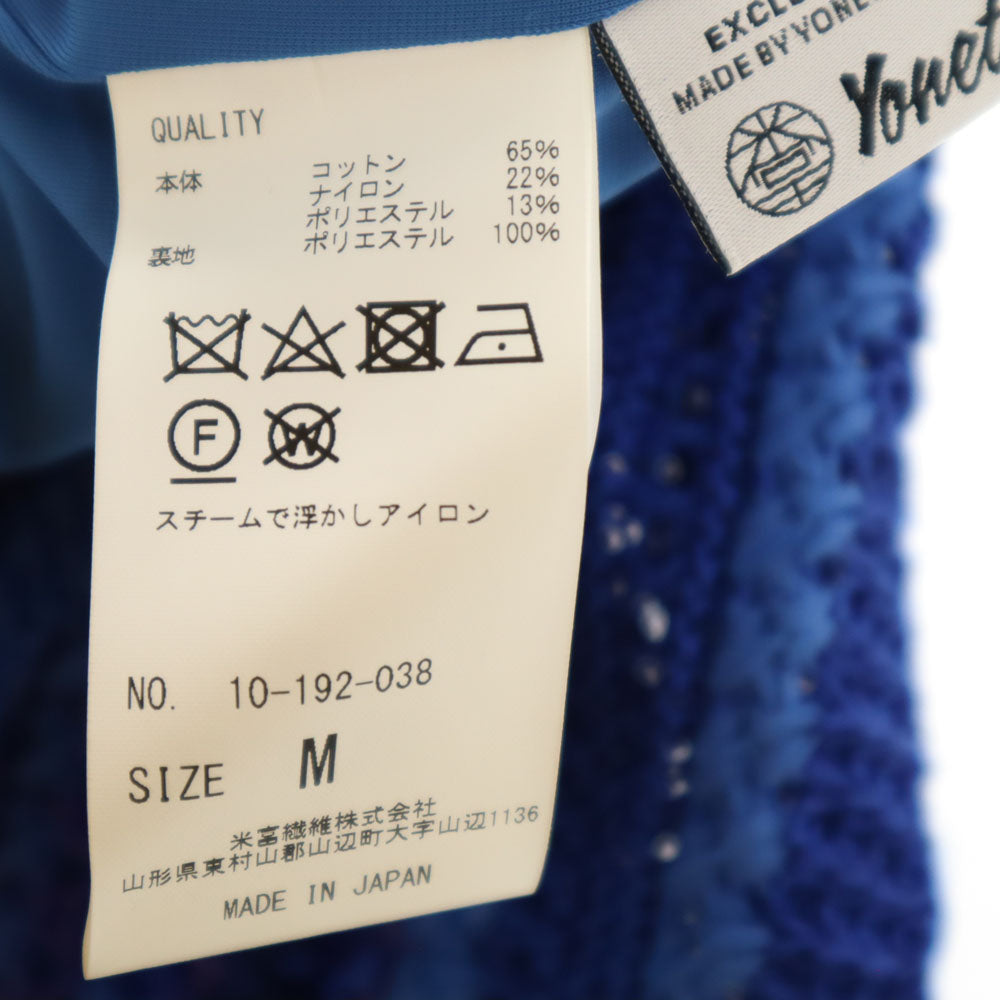 EXCLU
MADE BY YONE
Yonet
QUALITY
本体 コットン 65%
ナイロン 22%
ポリエステル 13%
裏地 ポリエステル 100%
F
W
スチームで浮かしアイロン
NO. 10-192-038
SIZE M
米富繊維株式会社
山形県東村山郡山辺町大字山辺1136
MADE IN JAPAN